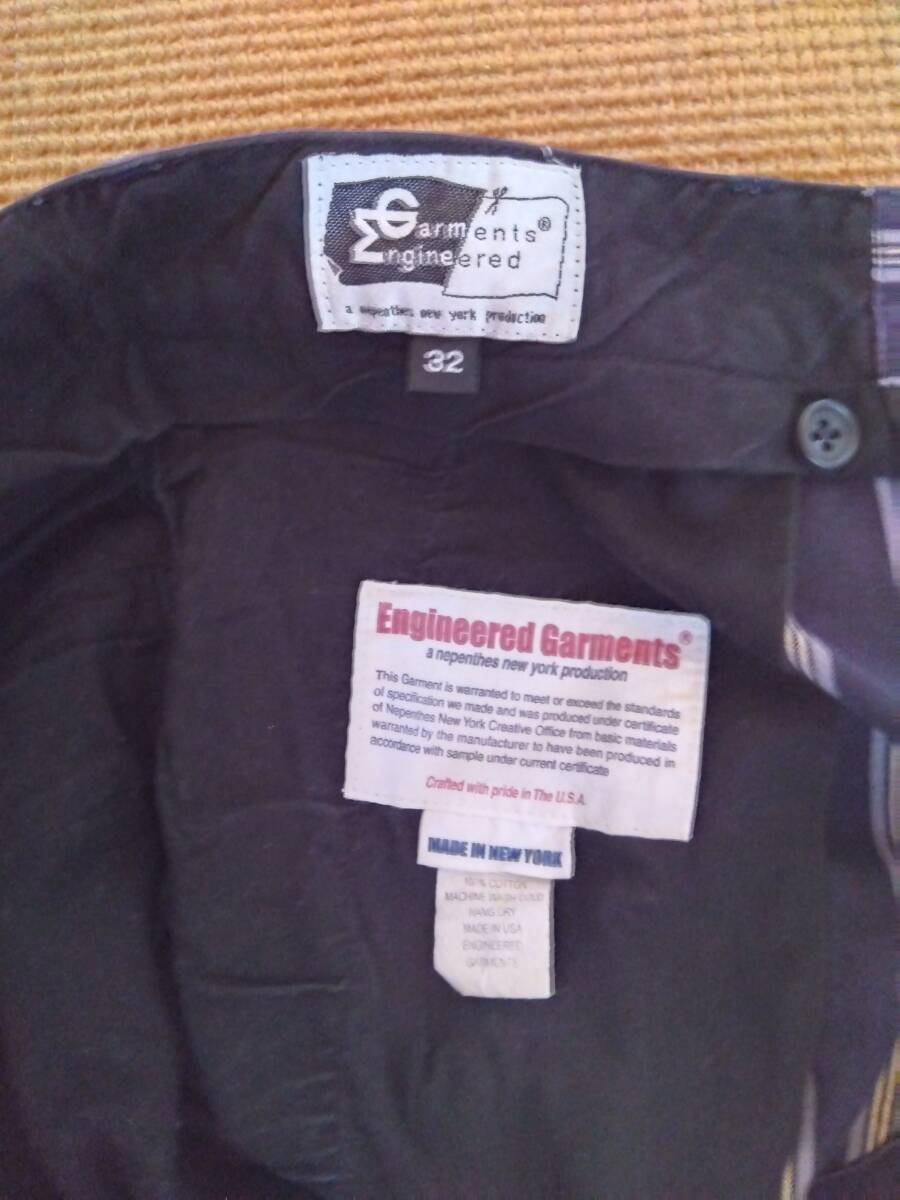 Garments®
Engineered
a nepenthes new york production
32
Engineered Garments®
a nepenthes new york production
This Garment is warranted to meet or exceed the standards
of specification we made and was produced under certificate
of Nepenthes New York Creative Office from basic materials
warranted by the manufacturer to have been produced in
accordance with sample under current certificate
Crafted with pride in The U.S.A.
MADE IN NEW YORK
100% COTTON
MACHINE WASH COLD
HANG DRY
MADE IN USA
ENGINEERED
GARMENTS